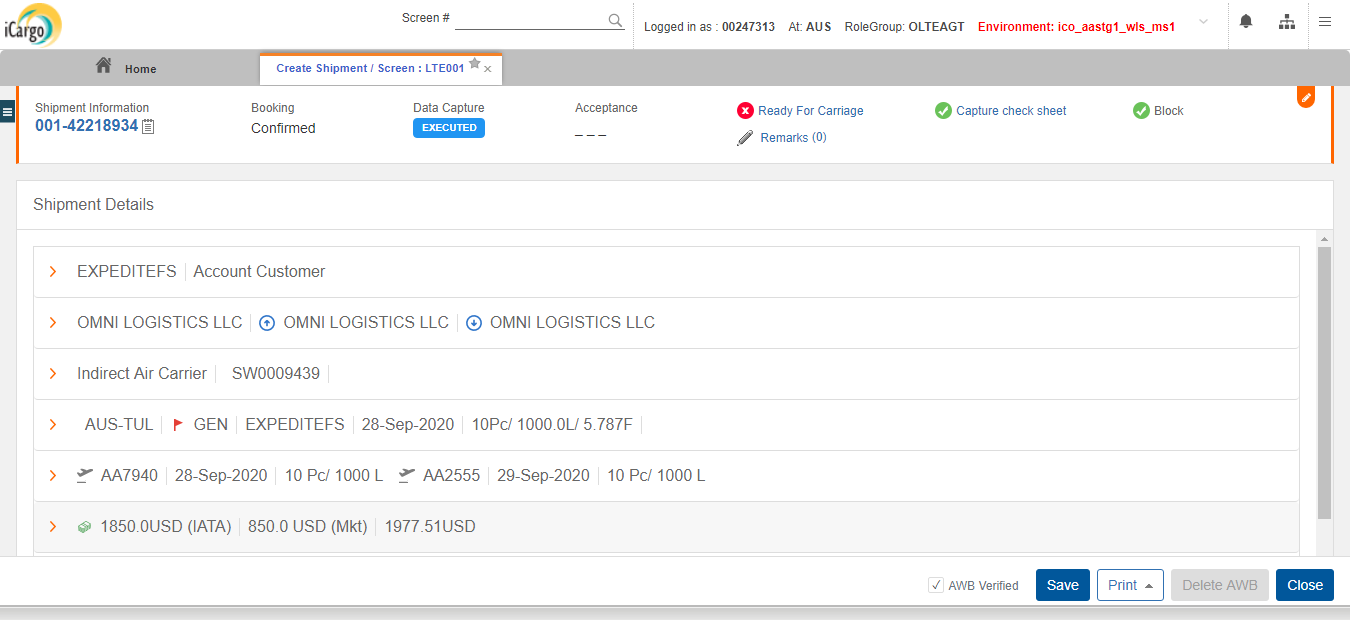 iCargo
Screen #
Logged in as : 00247313 At: AUS RoleGroup: OLTEAGT Environment: ico_aastg1_wls_ms1
Home
Create Shipment / Screen : LTE001
Shipment Information
001-42218934
Booking
Confirmed
Data Capture
EXECUTED
Acceptance
_ _ _
Ready For Carriage
Remarks (0)
Capture check sheet
Block
Shipment Details
EXPEDITEFS Account Customer
OMNI LOGISTICS LLC OMNI LOGISTICS LLC OMNI LOGISTICS LLC
Indirect Air Carrier SW0009439
AUS-TUL GEN EXPEDITEFS 28-Sep-2020 10Pc/ 1000.0L/ 5.787F
AA7940 28-Sep-2020 10 Pc/ 1000 L AA2555 29-Sep-2020 10 Pc/ 1000 L
1850.0USD (IATA) 850.0 USD (Mkt) 1977.51USD
AWB Verified Save Print Delete AWB Close